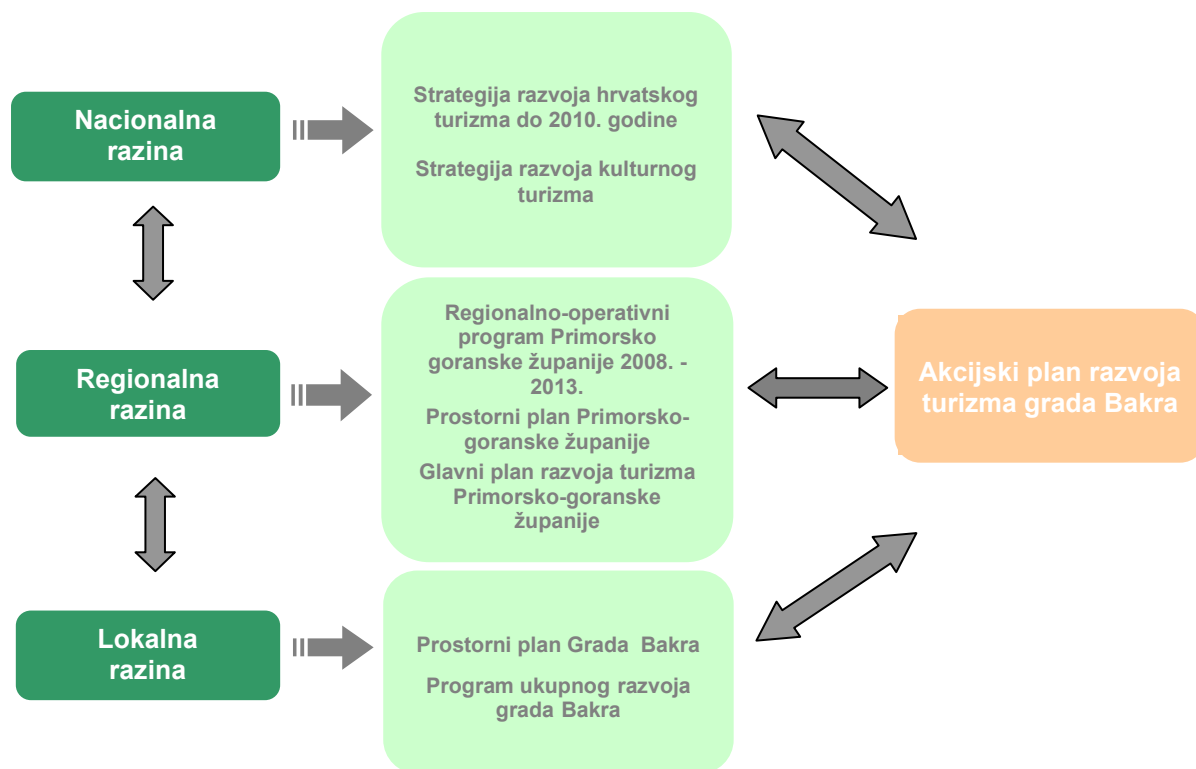 Nacionalna
razina
Strategija razvoja hrvatskog
turizma do 2010. godine
Strategija razvoja kulturnog
turizma
Regionalna
razina
Regionalno-operativni
program Primorsko
goranske županije 2008. -
2013.
Prostorni plan Primorsko-
goranske županije
Glavni plan razvoja turizma
Primorsko-goranske
županije
Akcijski plan razvoja
turizma grada Bakra
Lokalna
razina
Prostorni plan Grada  Bakra
Program ukupnog razvoja
grada Bakra